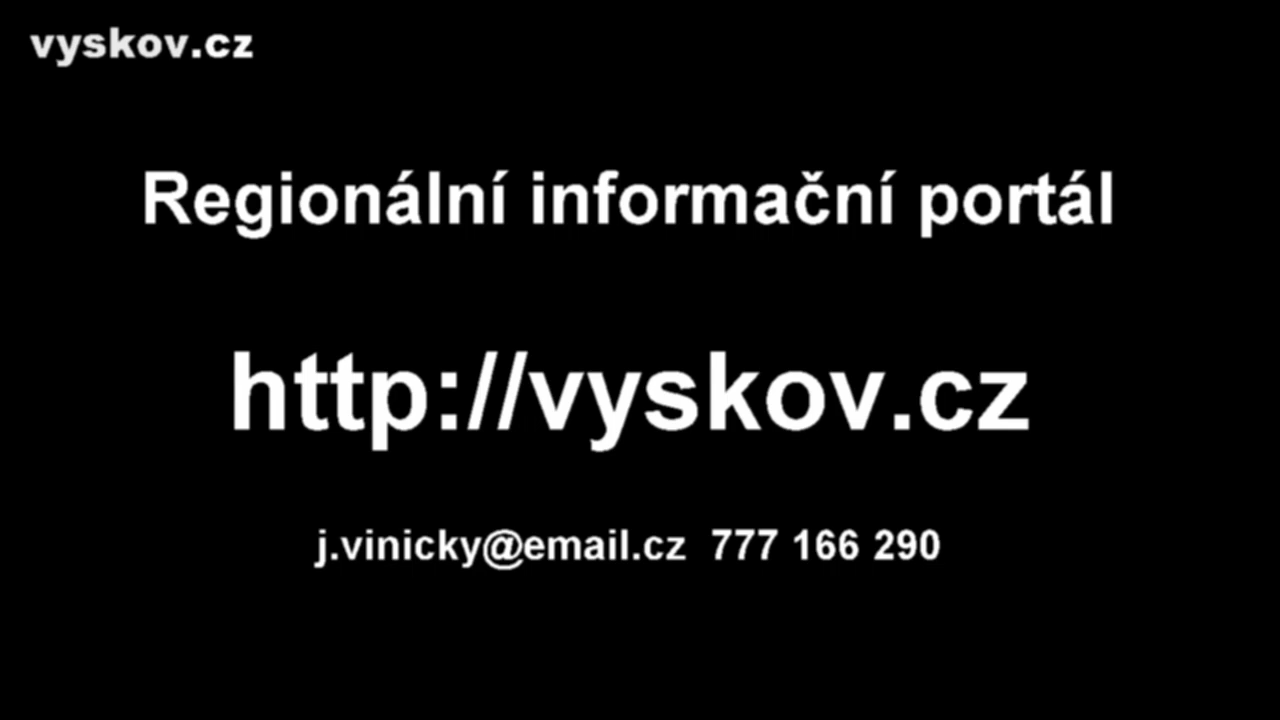 vyskov.cz
Regionální informační portál
http://vyskov.cz
j.vinicky@email.cz 777 166 290